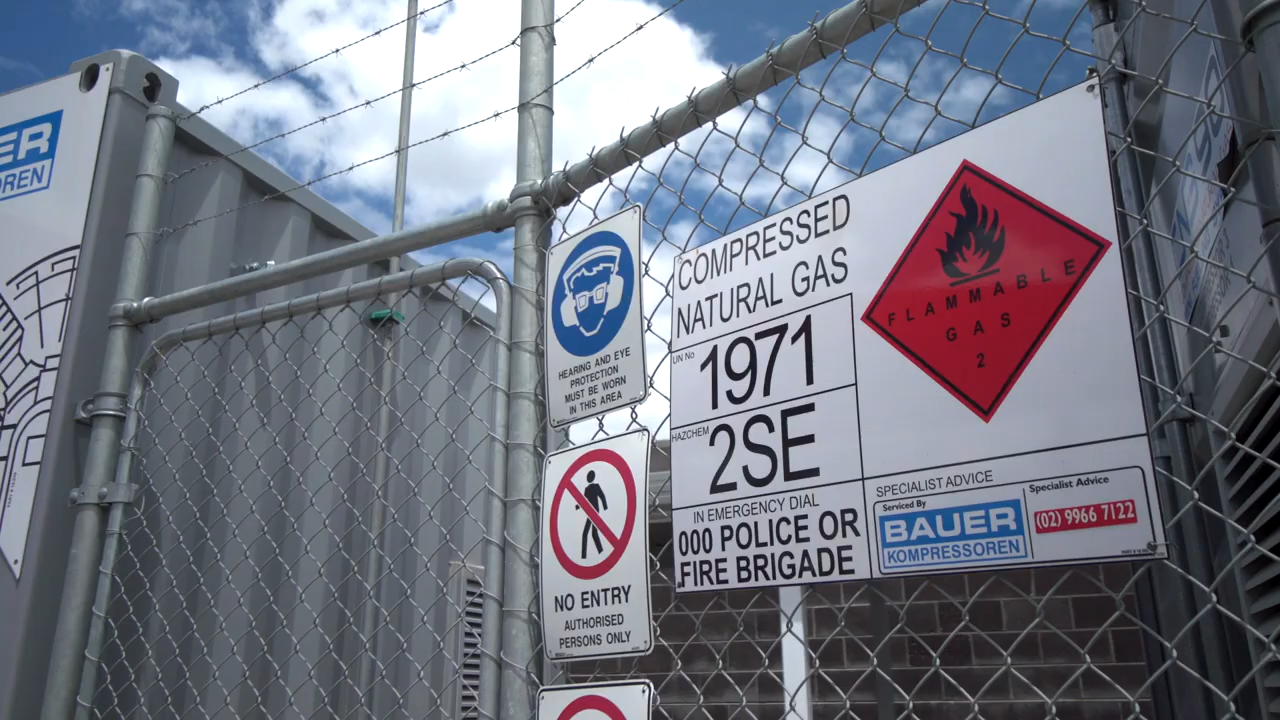 ER
OREN
HEARING AND EYE
PROTECTION
MUST BE WORN
IN THIS AREA
NO ENTRY
AUTHORISED
PERSONS ONLY
COMPRESSED
NATURAL GAS
UN No
1971
HAZCHEM
2SE
IN EMERGENCY DIAL
000 POLICE OR
FIRE BRIGADE
FLAMMABLE
GAS
2
SPECIALIST ADVICE
Serviced By
BAUER
KOMPRESSOREN
Specialist Advice
(02) 9966 7122